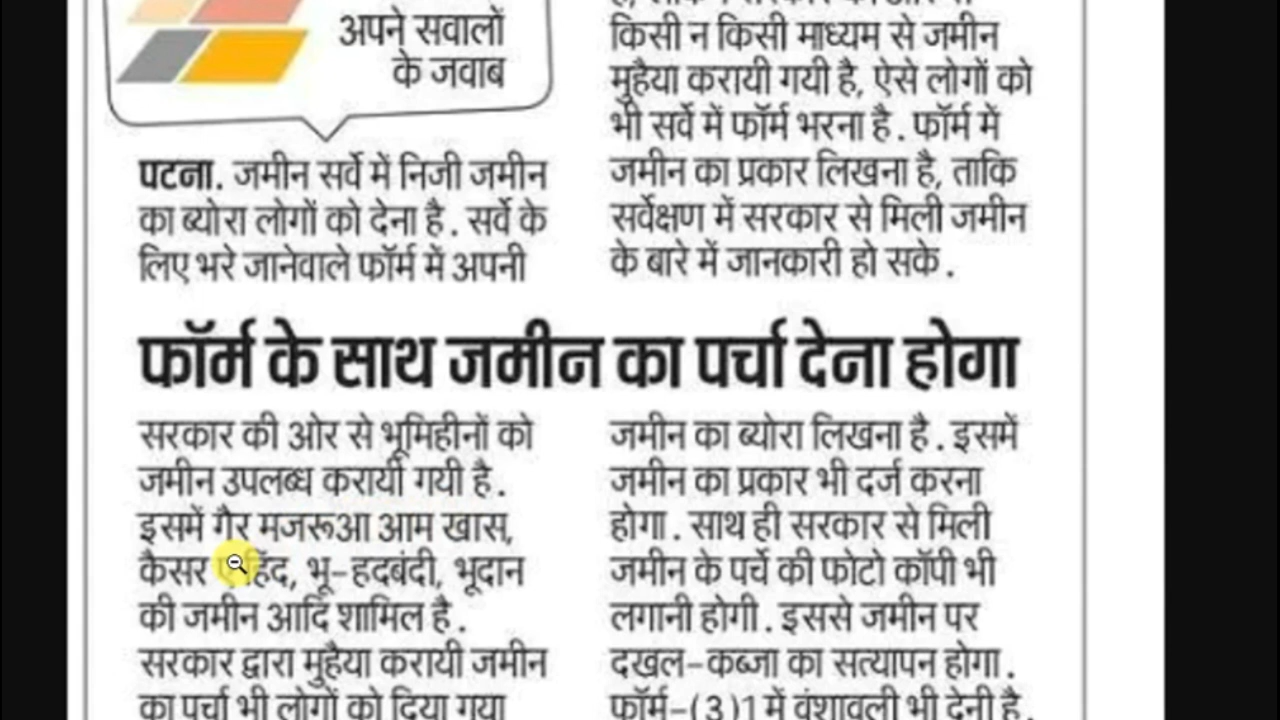 अपने सवालों
के जवाब
पटना. जमीन सर्वे में निजी जमीन
का ब्योरा लोगों को देना है. सर्वे के
लिए भरे जानेवाले फॉर्म में अपनी
किसी न किसी माध्यम से जमीन
मुहैया करायी गयी है, ऐसे लोगों को
भी सर्वे में फॉर्म भरना है. फॉर्म में
जमीन का प्रकार लिखना है, ताकि
सर्वेक्षण में सरकार से मिली जमीन
के बारे में जानकारी हो सके.
फॉर्म के साथ जमीन का पर्चा देना होगा
सरकार की ओर से भूमिहीनों को
जमीन उपलब्ध करायी गयी है.
इसमें गैर मजरूआ आम खास,
कैसर भू-हदबंदी, भूदान
की जमीन आदि शामिल है.
सरकार द्वारा मुहैया करायी जमीन
का पर्चा भी लोगों को दिया गया
जमीन का ब्योरा लिखना है. इसमें
जमीन का प्रकार भी दर्ज करना
होगा. साथ ही सरकार से मिली
जमीन के पर्चे की फोटो कॉपी भी
लगानी होगी. इससे जमीन पर
दखल-कब्जा का सत्यापन होगा.
फॉर्म-(3)1 में वंशावली भी देनी है.